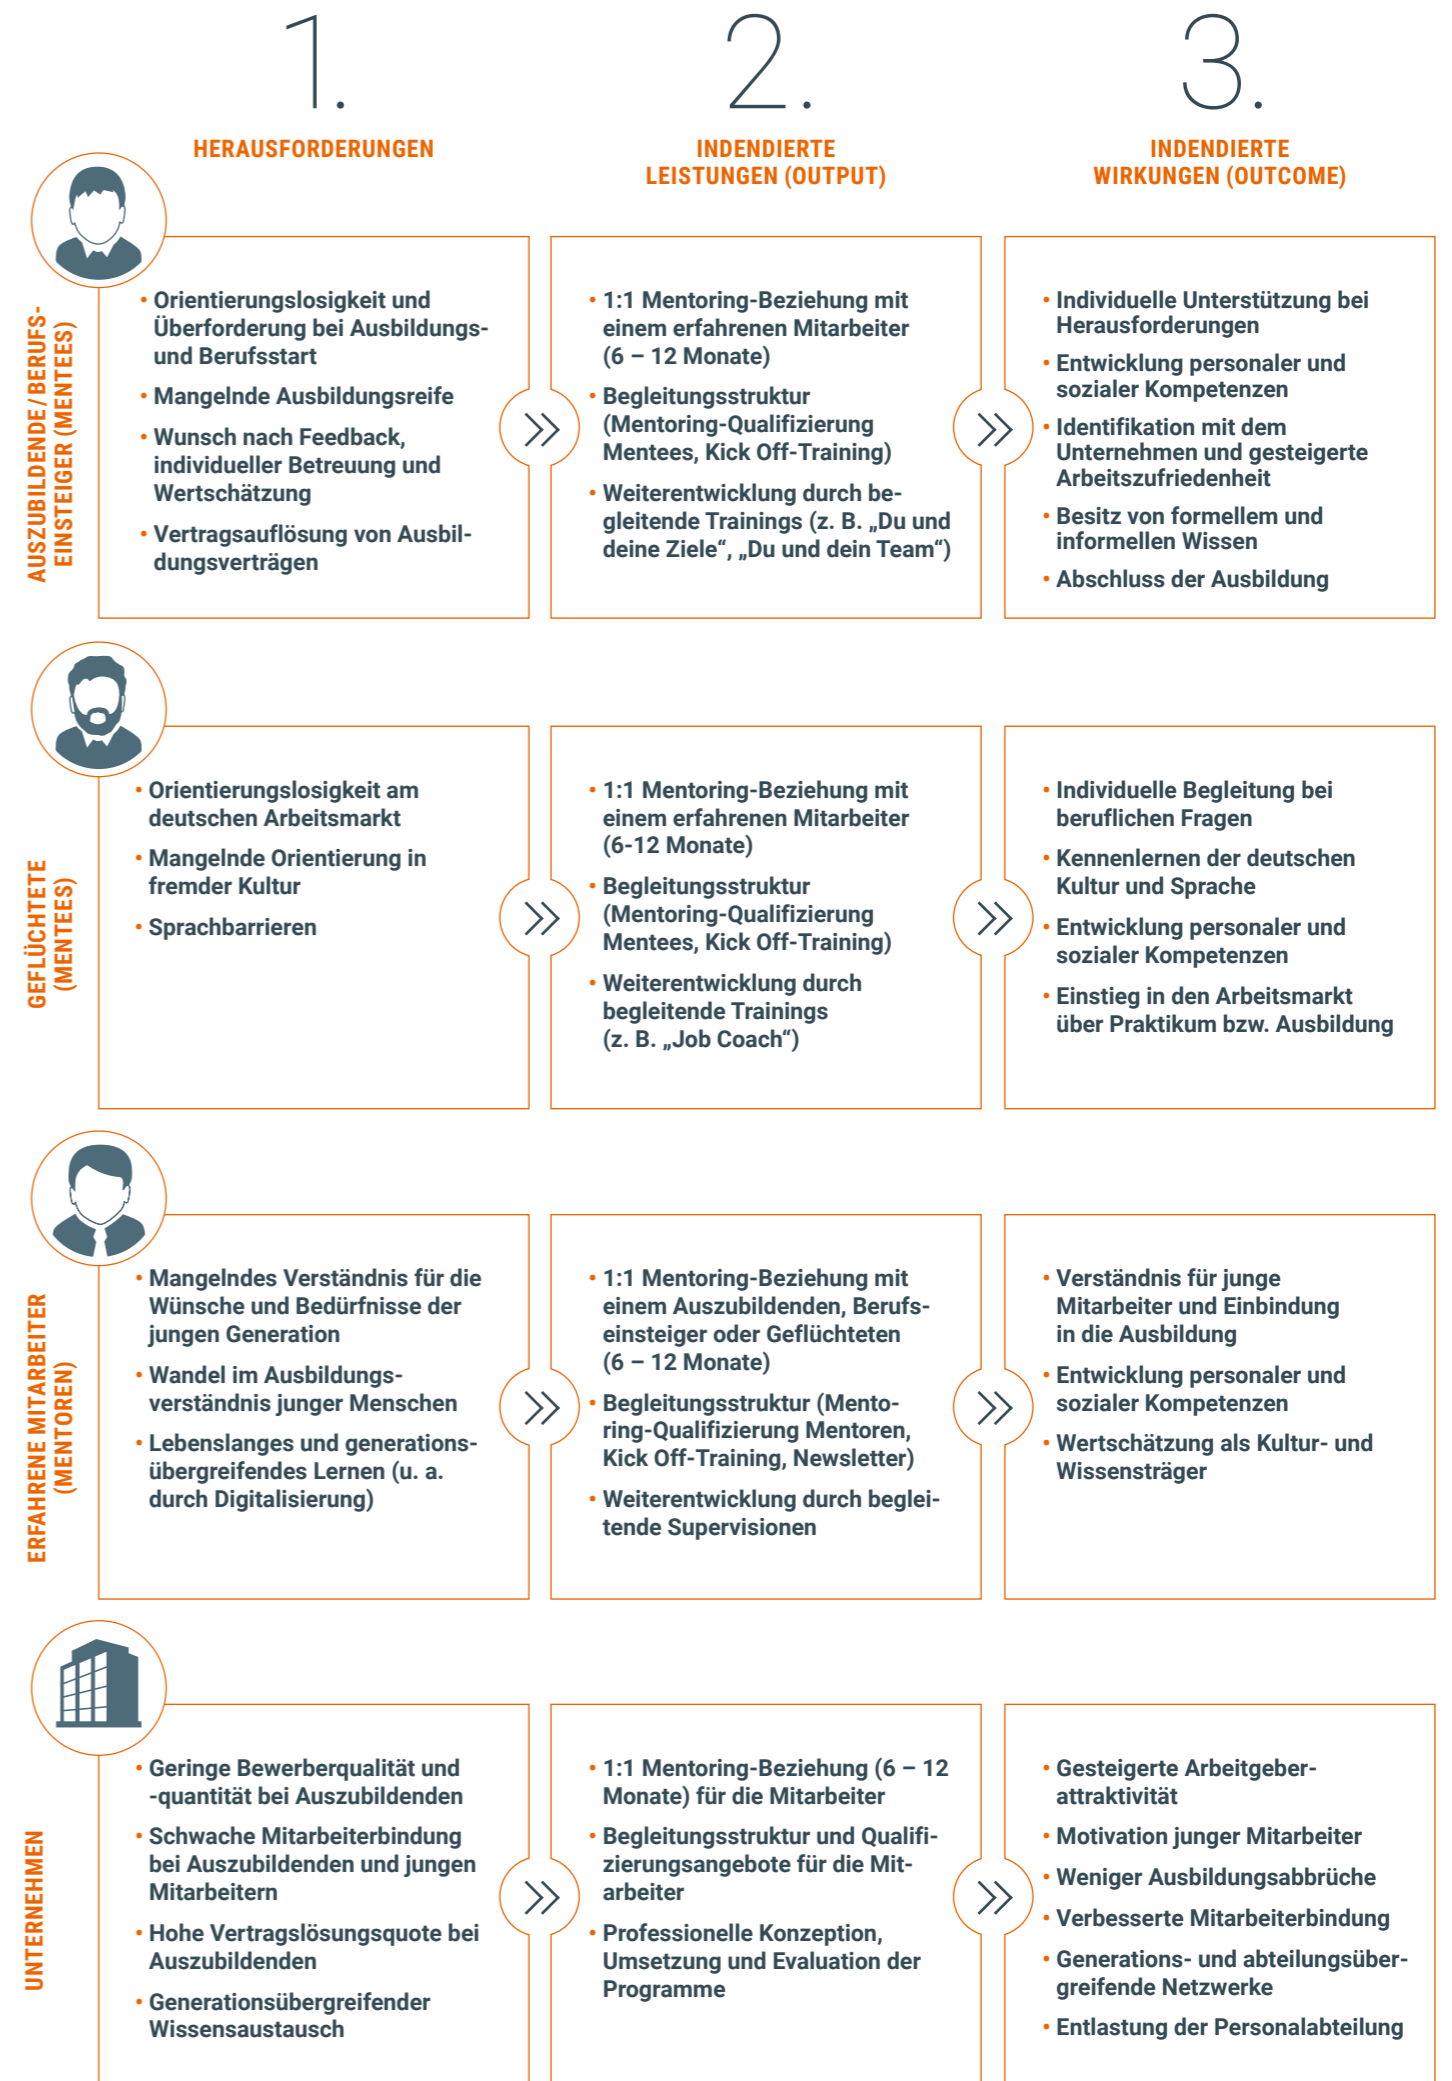 1.
2.
3.
HERAUSFORDERUNGEN
INDENDIERTE
LEISTUNGEN (OUTPUT)
INDENDIERTE
WIRKUNGEN (OUTCOME)
AUSZUBILDENDE / BERUFS-
EINSTEIGER (MENTEES)
• Orientierungslosigkeit und
Überforderung bei Ausbildungs-
und Berufsstart
• Mangelnde Ausbildungsreife
• Wunsch nach Feedback,
individueller Betreuung und
Wertschätzung
• Vertragsauflösung von Ausbil-
dungsverträgen
• 1:1 Mentoring-Beziehung mit
einem erfahrenen Mitarbeiter
(6 – 12 Monate)
• Begleitungsstruktur
(Mentoring-Qualifizierung
Mentees, Kick Off-Training)
• Weiterentwicklung durch be-
gleitende Trainings (z. B. „Du und
deine Ziele“, „Du und dein Team“)
• Individuelle Unterstützung bei
Herausforderungen
• Entwicklung personaler und
sozialer Kompetenzen
• Identifikation mit dem
Unternehmen und gesteigerte
Arbeitszufriedenheit
• Besitz von formellem und
informellen Wissen
• Abschluss der Ausbildung
GEFLÜCHTETE
(MENTEES)
• Orientierungslosigkeit am
deutschen Arbeitsmarkt
• Mangelnde Orientierung in
fremder Kultur
• Sprachbarrieren
• 1:1 Mentoring-Beziehung mit
einem erfahrenen Mitarbeiter
(6-12 Monate)
• Begleitungsstruktur
(Mentoring-Qualifizierung
Mentees, Kick Off-Training)
• Weiterentwicklung durch
begleitende Trainings
(z. B. „Job Coach“)
• Individuelle Begleitung bei
beruflichen Fragen
• Kennenlernen der deutschen
Kultur und Sprache
• Entwicklung personaler und
sozialer Kompetenzen
• Einstieg in den Arbeitsmarkt
über Praktikum bzw. Ausbildung
ERFAHRENE MITARBEITER
(MENTOREN)
• Mangelndes Verständnis für die
Wünsche und Bedürfnisse der
jungen Generation
• Wandel im Ausbildungs-
verständnis junger Menschen
• Lebenslanges und generations-
übergreifendes Lernen (u. a.
durch Digitalisierung)
• 1:1 Mentoring-Beziehung mit
einem Auszubildenden, Berufs-
einsteiger oder Geflüchteten
(6 – 12 Monate)
• Begleitungsstruktur (Mento-
ring-Qualifizierung Mentoren,
Kick Off-Training, Newsletter)
• Weiterentwicklung durch beglei-
tende Supervisionen
• Verständnis für junge
Mitarbeiter und Einbindung
in die Ausbildung
• Entwicklung personaler und
sozialer Kompetenzen
• Wertschätzung als Kultur- und
Wissensträger
UNTERNEHMEN
• Geringe Bewerberqualität und
-quantität bei Auszubildenden
• Schwache Mitarbeiterbindung
bei Auszubildenden und jungen
Mitarbeitern
• Hohe Vertragslösungsquote bei
Auszubildenden
• Generationsübergreifender
Wissensaustausch
• 1:1 Mentoring-Beziehung (6 – 12
Monate) für die Mitarbeiter
• Begleitungsstruktur und Qualifi-
zierungsangebote für die Mit-
arbeiter
• Professionelle Konzeption,
Umsetzung und Evaluation der
Programme
• Gesteigerte Arbeitgeber-
attraktivität
• Motivation junger Mitarbeiter
• Weniger Ausbildungsabbrüche
• Verbesserte Mitarbeiterbindung
• Generations- und abteilungsüber-
greifende Netzwerke
• Entlastung der Personalabteilung